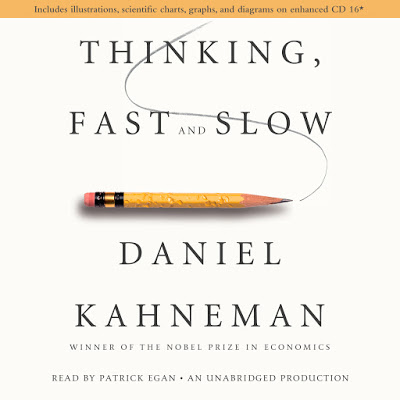 Includes illustrations, scientific charts, graphs, and diagrams on enhanced CD 16*
THINKING,
FAST AND SLOW
DANIEL
KAHNEMAN
WINNER OF THE NOBEL PRIZE IN ECONOMICS
READ BY PATRICK EGAN • AN UNABRIDGED PRODUCTION